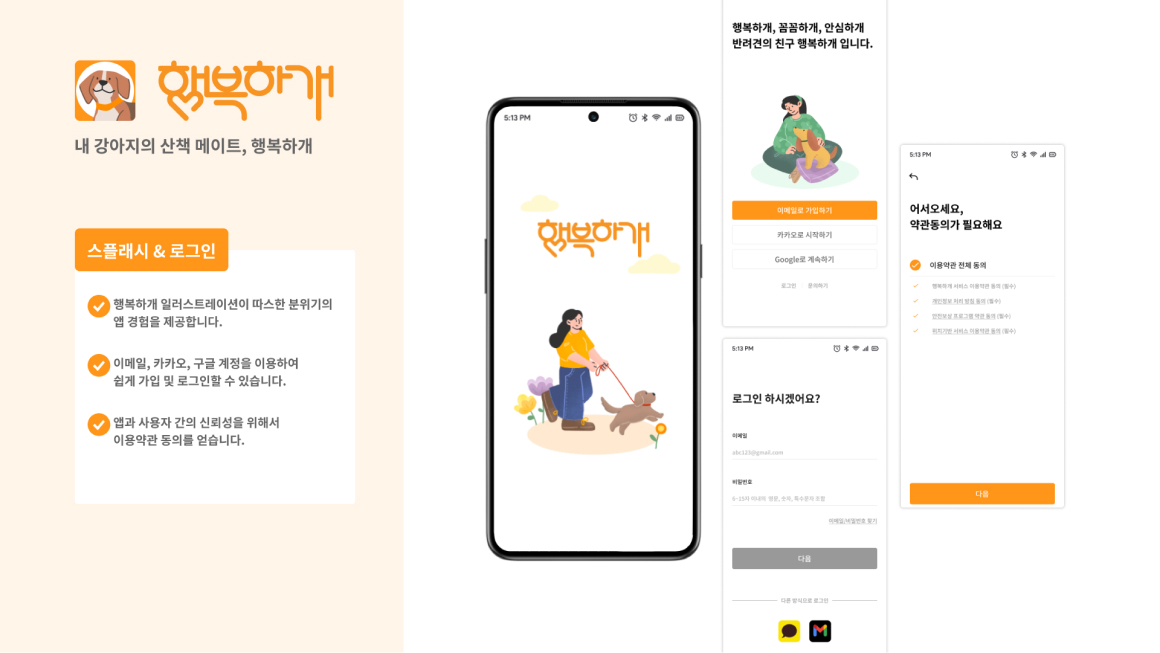 행복하개
내 강아지의 산책 메이트, 행복하개
스플래시 & 로그인
행복하개 일러스트레이션이 따스한 분위기의
앱 경험을 제공합니다.
이메일, 카카오, 구글 계정을 이용하여
쉽게 가입 및 로그인할 수 있습니다.
앱과 사용자 간의 신뢰성을 위해서
이용약관 동의를 얻습니다.
5:13 PM
행복하개
행복하개, 꼼꼼하개, 안심하개
반려견의 친구 행복하개 입니다.
이메일로 가입하기
카카오로 시작하기
Google로 계속하기
로그인 문의하기
5:13 PM
로그인 하시겠어요?
이메일
abc123@gmail.com
비밀번호
6-15자 이내의 영문, 숫자, 특수문자 조합
이메일/비밀번호 찾기
다음
다른 방식으로 로그인
5:13 PM
어서오세요,
약관동의가 필요해요
이용약관 전체 동의
행복하개 서비스 이용약관 동의 (필수)
개인정보 처리 방침 동의 (필수)
안전보상 프로그램 약관 동의 (필수)
위치기반 서비스 이용약관 동의 (필수)
다음